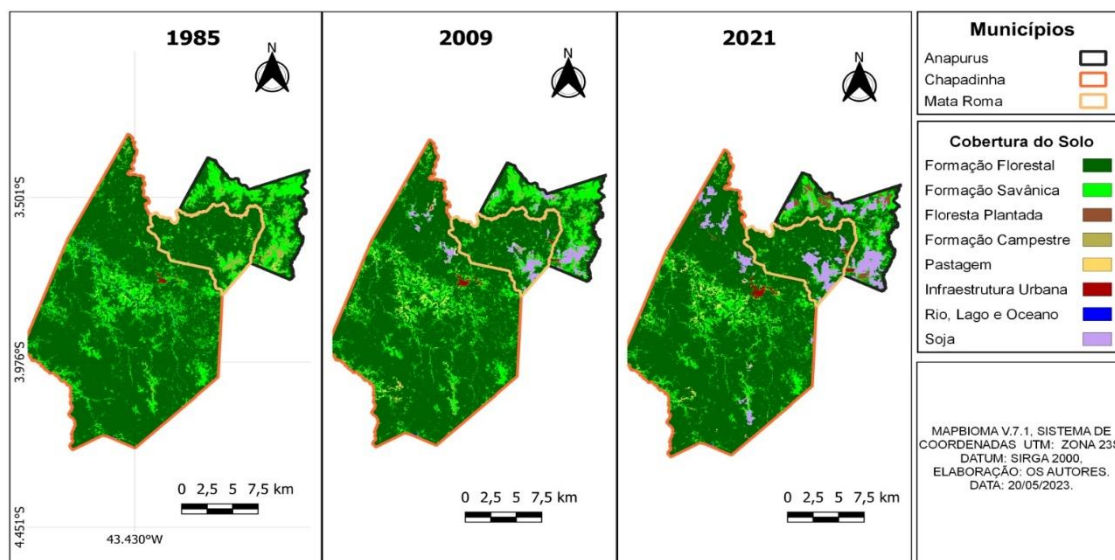 1985
2009
2021
N
N
N
3.501°S
3.976°S
4.451°S
43.430°W
0 2,5 5 7,5 km
0 2,5 5 7,5 km
0 2,5 5 7,5 km
Municípios
Anapurus
Chapadinha
Mata Roma
Cobertura do Solo
Formação Florestal
Formação Savânica
Floresta Plantada
Formação Campestre
Pastagem
Infraestrutura Urbana
Rio, Lago e Oceano
Soja
MAPBIOMA V.7.1, SISTEMA DE
COORDENADAS UTM: ZONA 23S
DATUM: SIRGA 2000,
ELABORAÇÃO: OS AUTORES.
DATA: 20/05/2023.